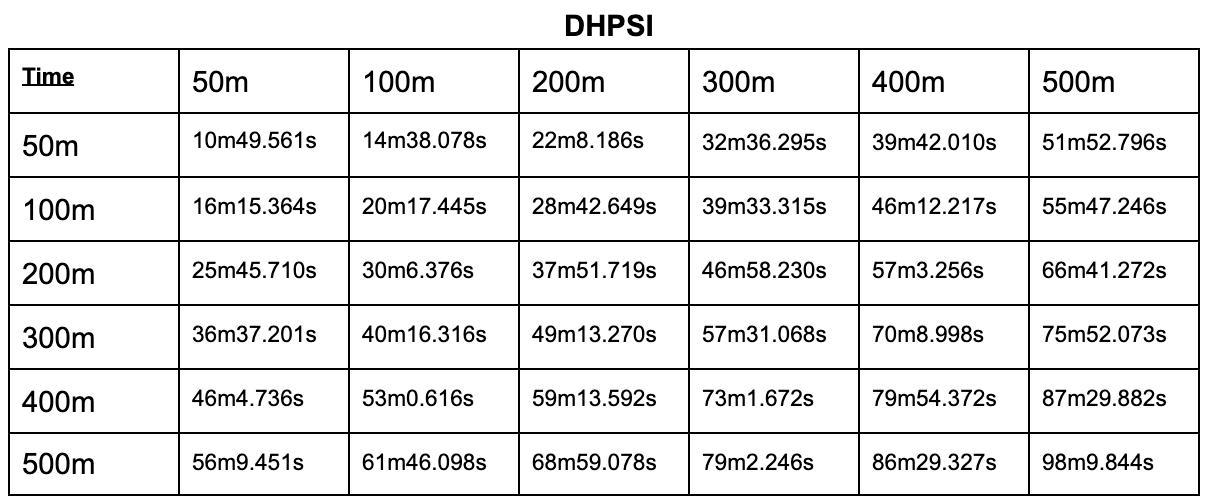 DHPSI
Time 50m 100m 200m 300m 400m 500m
50m 10m49.561s 14m38.078s 22m8.186s 32m36.295s 39m42.010s 51m52.796s
100m 16m15.364s 20m17.445s 28m42.649s 39m33.315s 46m12.217s 55m47.246s
200m 25m45.710s 30m6.376s 37m51.719s 46m58.230s 57m3.256s 66m41.272s
300m 36m37.201s 40m16.316s 49m13.270s 57m31.068s 70m8.998s 75m52.073s
400m 46m4.736s 53m0.616s 59m13.592s 73m1.672s 79m54.372s 87m29.882s
500m 56m9.451s 61m46.098s 68m59.078s 79m2.246s 86m29.327s 98m9.844s